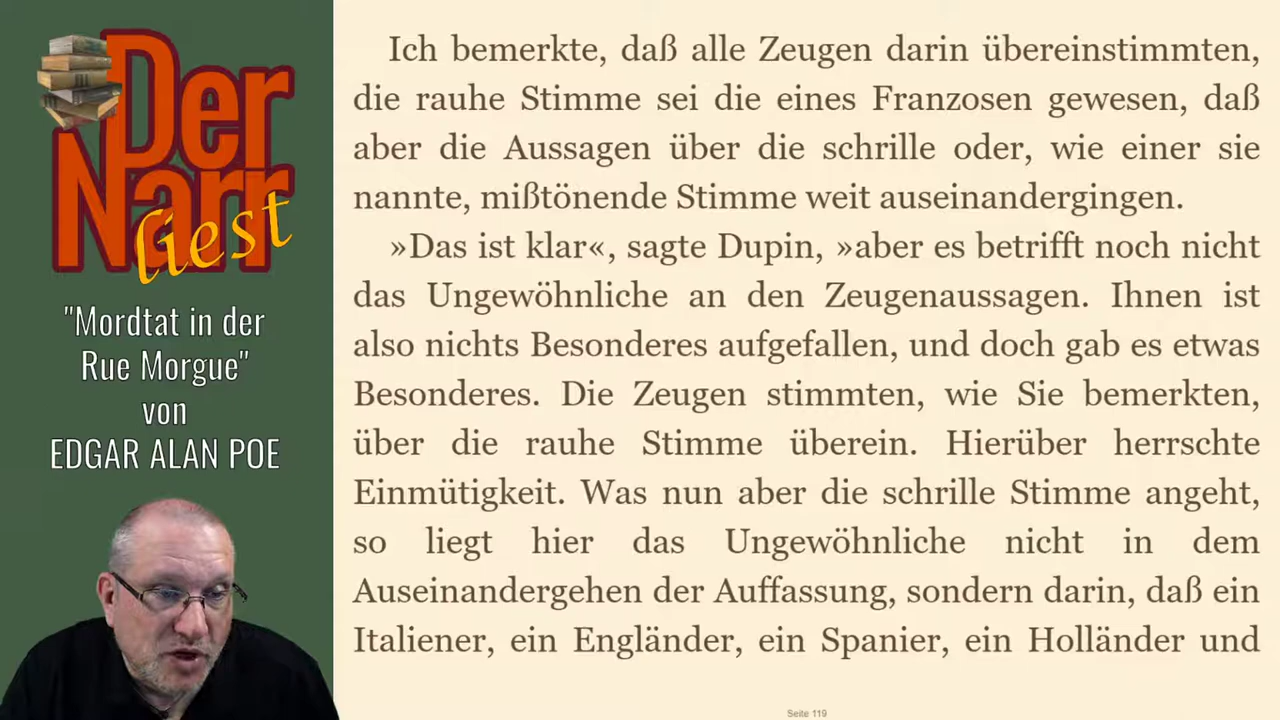 Der
Narr
liest
"Mordtat in der
Rue Morgue"
von
EDGAR ALAN POE
Ich bemerkte, daß alle Zeugen darin übereinstimmten,
die rauhe Stimme sei die eines Franzosen gewesen, daß
aber die Aussagen über die schrille oder, wie einer sie
nannte, mißtönende Stimme weit auseinandergingen.
»Das ist klar«, sagte Dupin, »aber es betrifft noch nicht
das Ungewöhnliche an den Zeugenaussagen. Ihnen ist
also nichts Besonderes aufgefallen, und doch gab es etwas
Besonderes. Die Zeugen stimmten, wie Sie bemerkten,
über die rauhe Stimme überein. Hierüber herrschte
Einmütigkeit. Was nun aber die schrille Stimme angeht,
so liegt hier das Ungewöhnliche nicht in dem
Auseinandergehen der Auffassung, sondern darin, daß ein
Italiener, ein Engländer, ein Spanier, ein Holländer und
Seite 119